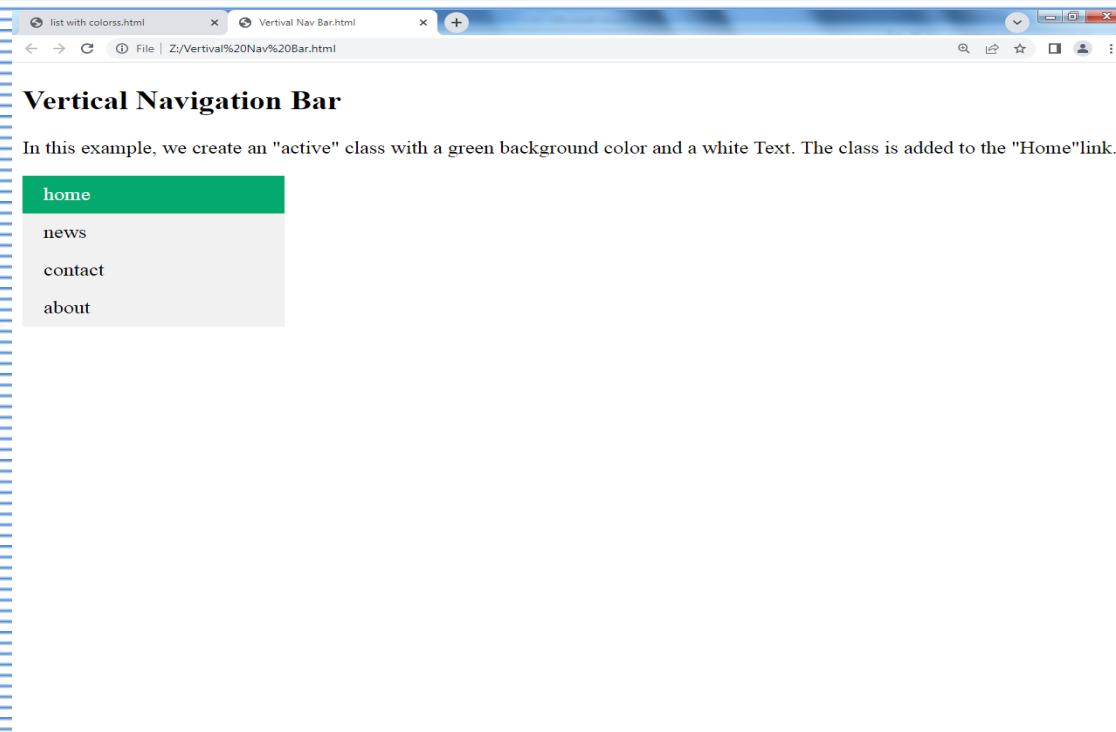 list with colorss.html
Vertival Nav Bar.html
File | Z:/Vertival%20Nav%20Bar.html
Vertical Navigation Bar
In this example, we create an "active" class with a green background color and a white Text. The class is added to the "Home"link.
home
news
contact
about